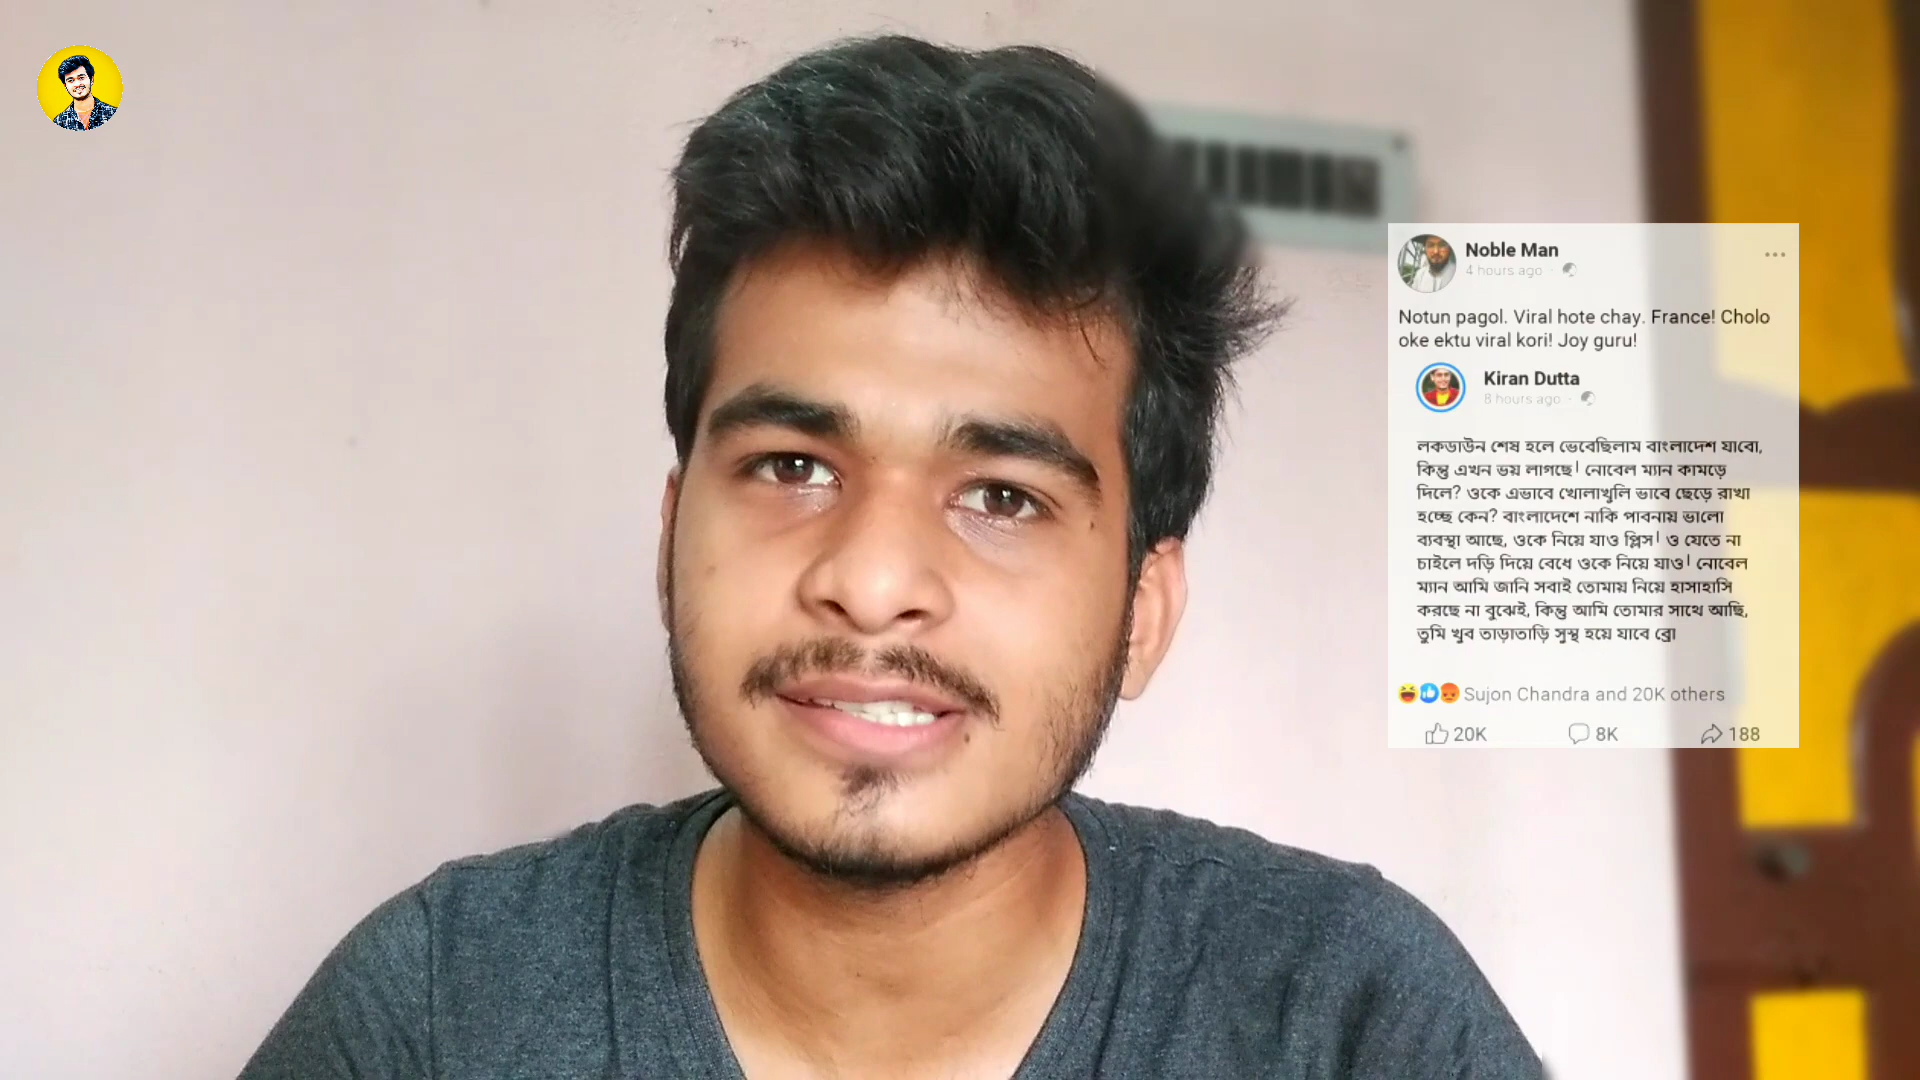 Noble Man
4 hours ago
Notun pagol. Viral hote chay. France! Cholo
oke ektu viral kori! Joy guru!
Kiran Dutta
8 hours ago
লকডাউন শেষ হলে ভেবেছিলাম বাংলাদেশ যাবো,
কিন্তু এখন ভয় লাগছে। নোবেল ম্যান কামড়ে
দিলে? ওকে এভাবে খোলাখুলি ভাবে ছেড়ে রাখা
হচ্ছে কেন? বাংলাদেশে নাকি পাবনায় ভালো
ব্যবস্থা আছে, ওকে নিয়ে যাও প্লিস। ও যেতে না
চাইলে দড়ি দিয়ে বেধে ওকে নিয়ে যাও। নোবেল
ম্যান আমি জানি সবাই তোমায় নিয়ে হাসাহাসি
করছে না বুঝেই, কিন্তু আমি তোমার সাথে আছি,
তুমি খুব তাড়াতাড়ি সুস্থ হয়ে যাবে ব্রো
Sujon Chandra and 20K others
20K 8K 188